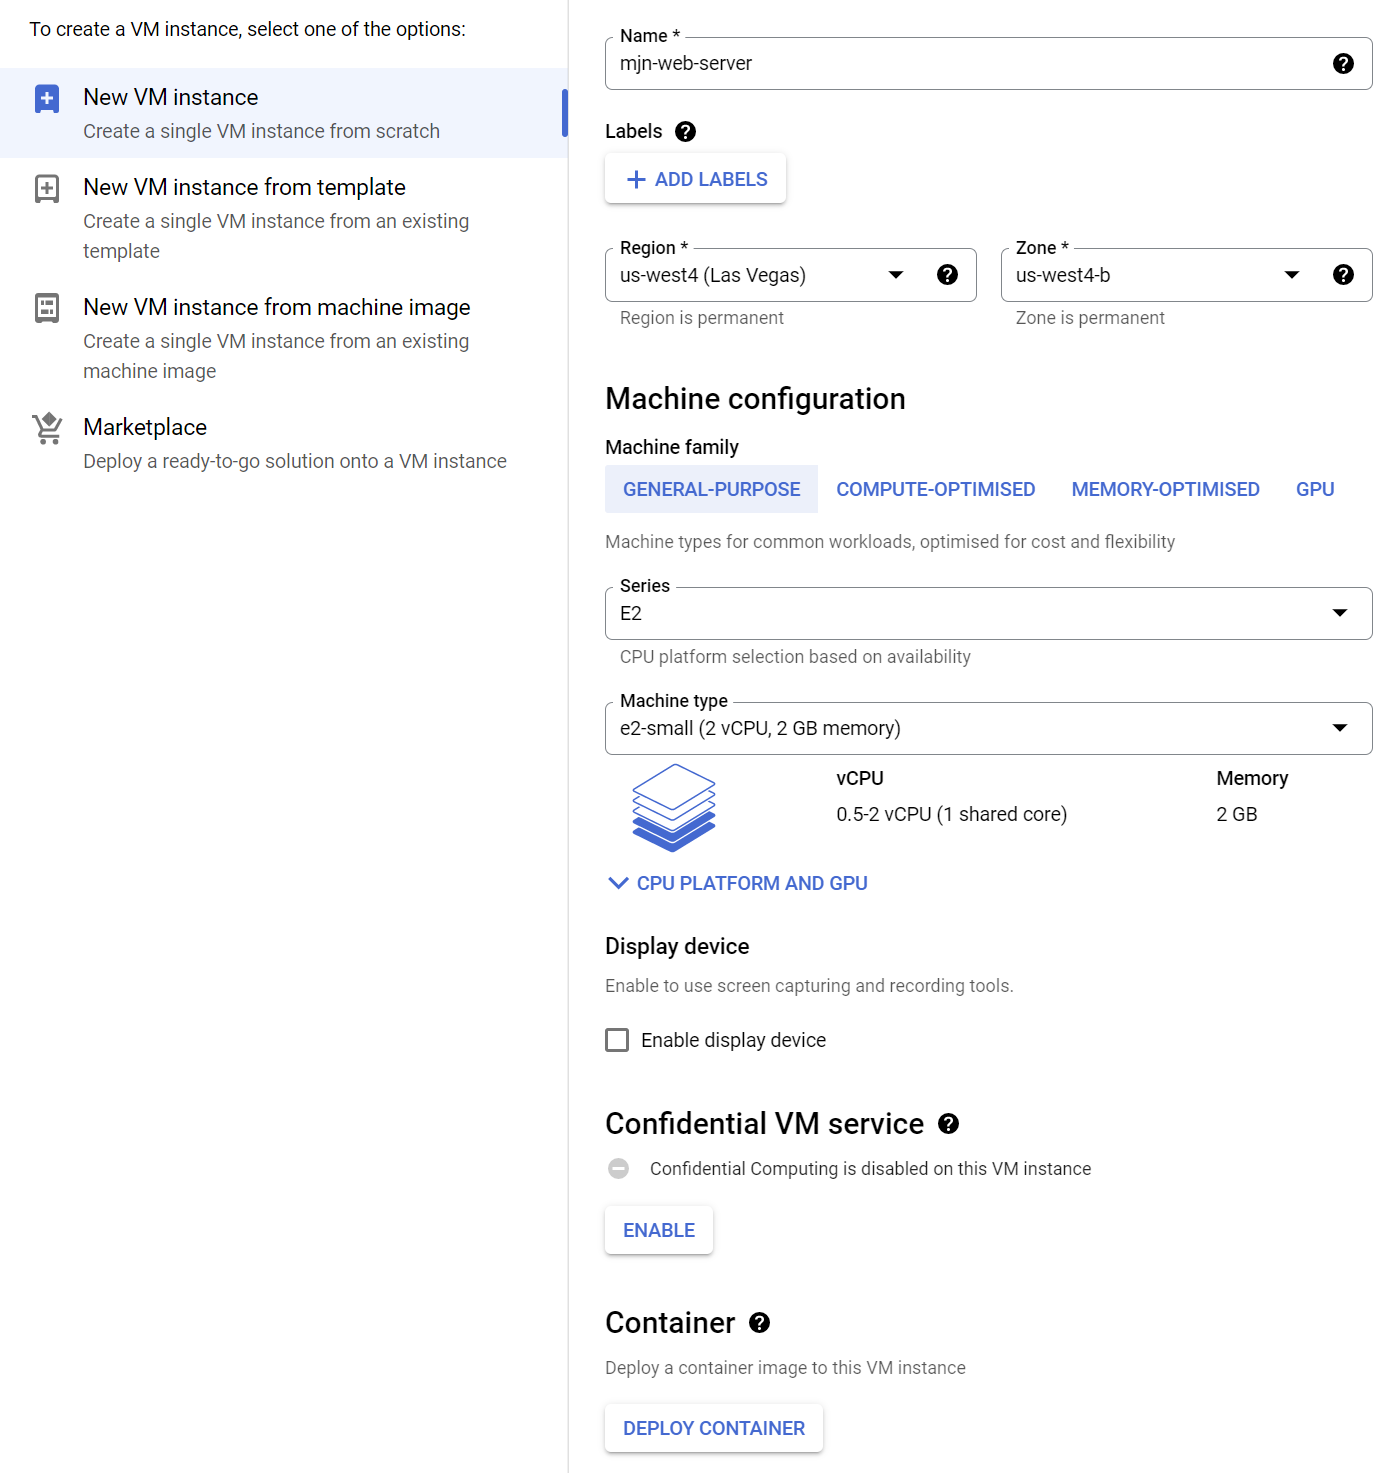 To create a VM instance, select one of the options:
New VM instance
Create a single VM instance from scratch
New VM instance from template
Create a single VM instance from an existing
template
New VM instance from machine image
Create a single VM instance from an existing
machine image
Marketplace
Deploy a ready-to-go solution onto a VM instance
Name *
mjn-web-server
Labels
ADD LABELS
Region *
us-west4 (Las Vegas)
Region is permanent
Zone *
us-west4-b
Zone is permanent
Machine configuration
Machine family
GENERAL-PURPOSE COMPUTE-OPTIMISED MEMORY-OPTIMISED GPU
Machine types for common workloads, optimised for cost and flexibility
Series
E2
CPU platform selection based on availability
Machine type
e2-small (2 vCPU, 2 GB memory)
vCPU Memory
0.5-2 vCPU (1 shared core) 2 GB
CPU PLATFORM AND GPU
Display device
Enable to use screen capturing and recording tools.
Enable display device
Confidential VM service
Confidential Computing is disabled on this VM instance
ENABLE
Container
Deploy a container image to this VM instance
DEPLOY CONTAINER